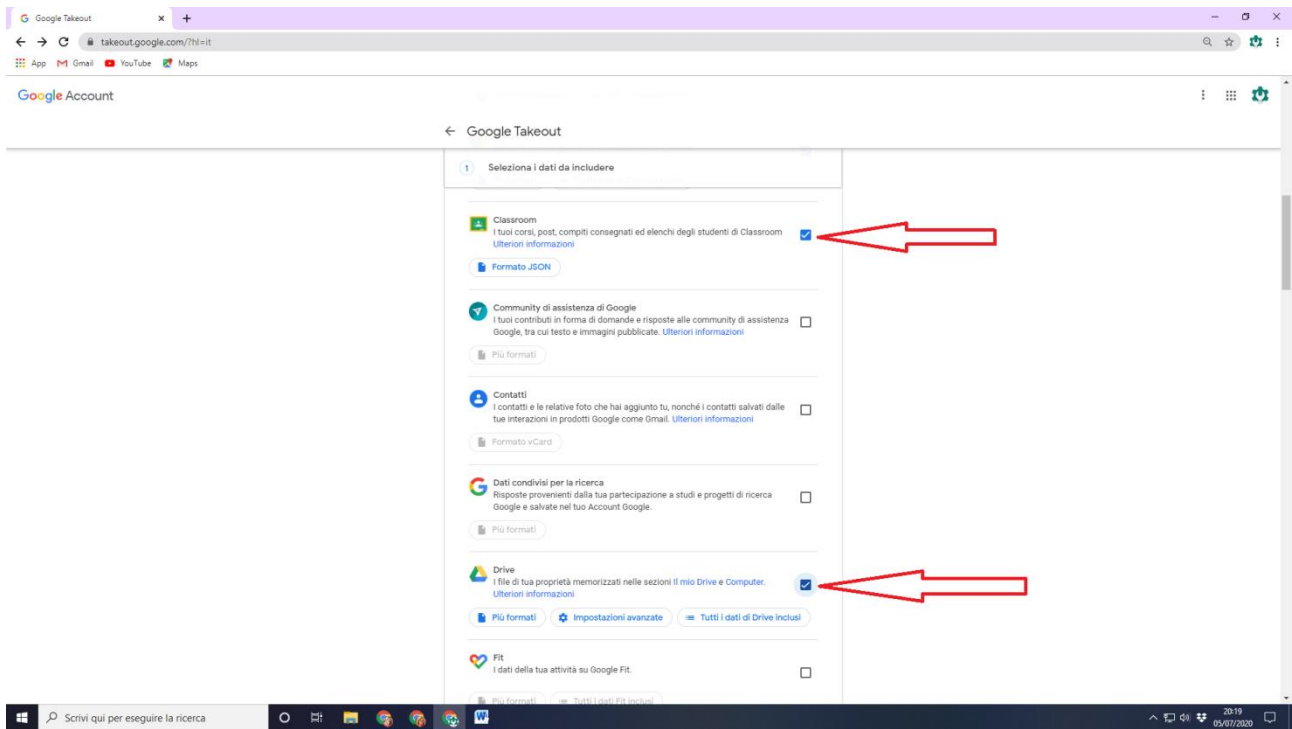 Google Takeout
takeout.google.com/?hl=it
App Gmail YouTube Maps
Google Account
Google Takeout
1 Seleziona i dati da includere
Classroom
I tuoi corsi, post, compiti consegnati ed elenchi degli studenti di Classroom
Ulteriori informazioni
Formato JSON
Community di assistenza di Google
I tuoi contributi in forma di domande e risposte alle community di assistenza
Google, tra cui testo e immagini pubblicate. Ulteriori informazioni
Più formati
Contatti
I contatti e le relative foto che hai aggiunto tu, nonché i contatti salvati dalle
tue interazioni in prodotti Google come Gmail. Ulteriori informazioni
Formato vCard
Dati condivisi per la ricerca
Risposte provenienti dalla tua partecipazione a studi e progetti di ricerca
Google e salvate nel tuo Account Google.
Più formati
Drive
I file di tua proprietà memorizzati nelle sezioni Il mio Drive e Computer.
Ulteriori informazioni
Più formati Impostazioni avanzate Tutti i dati di Drive inclusi
Fit
I dati della tua attività su Google Fit.
Più formati Tutti i dati Fit inclusi
Scrivi qui per eseguire la ricerca
20:19
05/07/2020